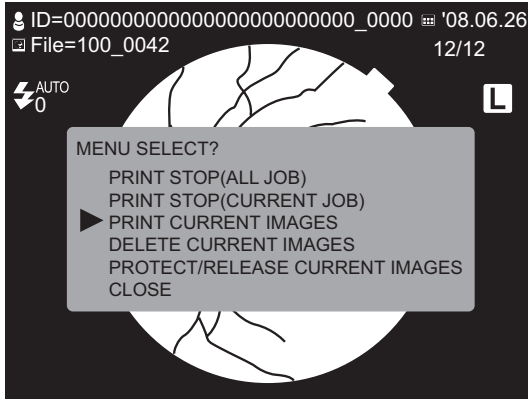 ID=0000000000000000000000000_0000 '08.06.26
File=100_0042 12/12
AUTO
0
L
MENU SELECT?
PRINT STOP(ALL JOB)
PRINT STOP(CURRENT JOB)
PRINT CURRENT IMAGES
DELETE CURRENT IMAGES
PROTECT/RELEASE CURRENT IMAGES
CLOSE